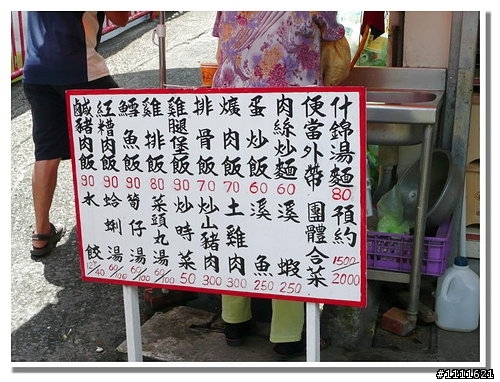 什錦湯麵 80 預約 1500/2000
便當外帶 團體合菜
肉絲炒麵 60 溪蝦 250
蛋炒飯 60 溪魚 250
爌肉飯 70 土雞肉 300
排骨飯 70 炒山豬肉 300
雞腿堡飯 90 炒時菜 50
雞排飯 80 菜頭丸湯 60/100
鱈魚飯 90 筍仔湯 60/100
紅糟肉飯 90 蛤蜊湯 60/100
鹹豬肉飯 90 水餃
#1111621